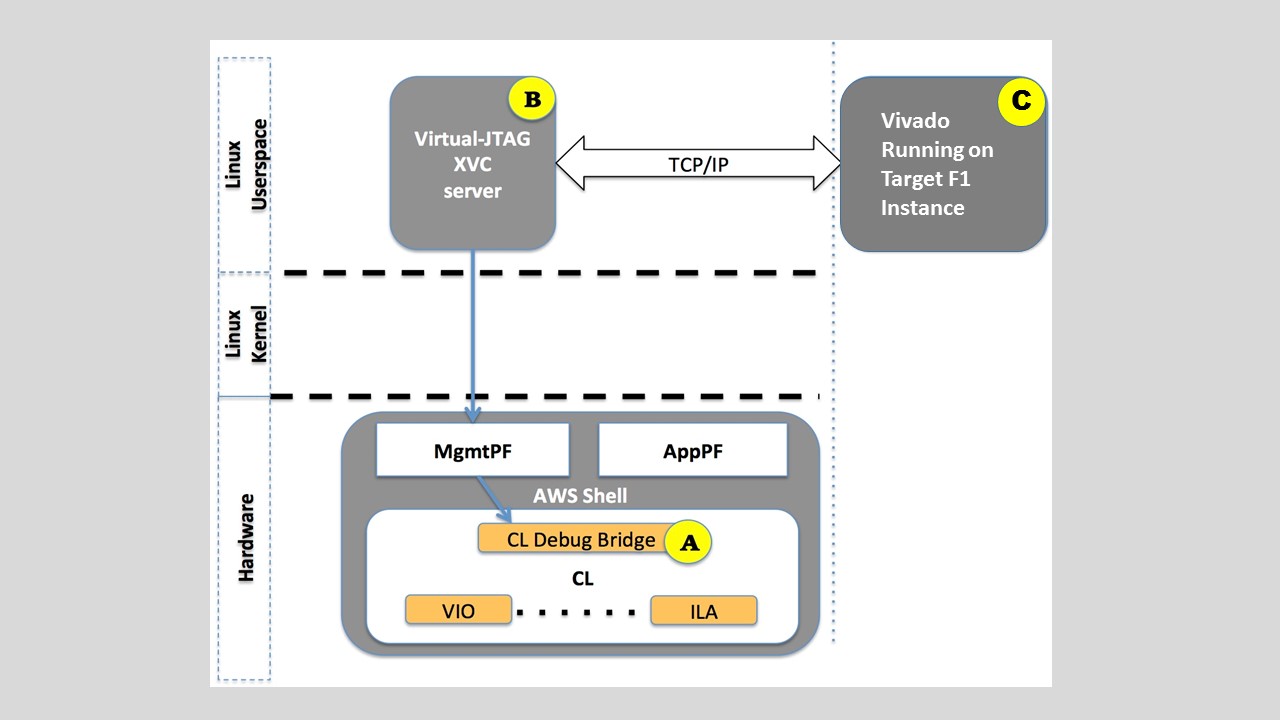 Linux
Userspace
B
Virtual-JTAG
XVC
server
TCP/IP
C
Vivado
Running on
Target F1
Instance
Linux
Kernel
Hardware
MgmtPF
AppPF
AWS Shell
CL Debug Bridge
A
CL
VIO
ILA